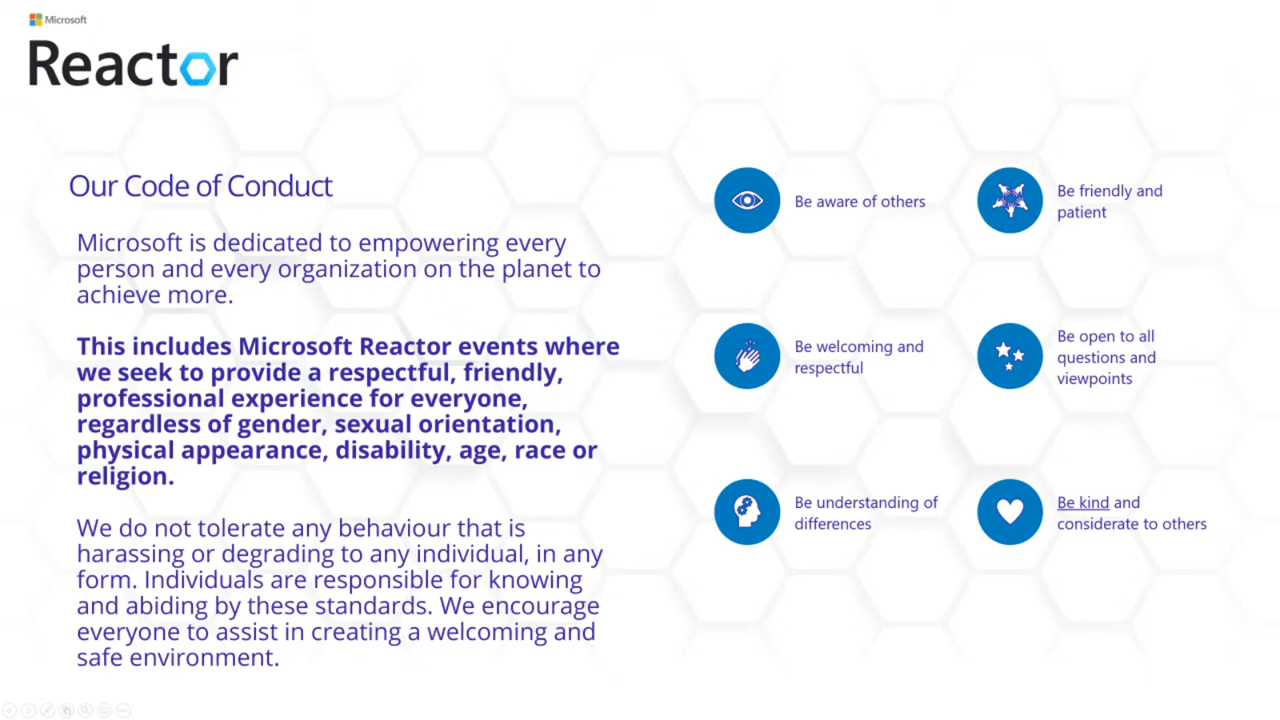 Microsoft
Reactor
Our Code of Conduct
Microsoft is dedicated to empowering every
person and every organization on the planet to
achieve more.
This includes Microsoft Reactor events where
we seek to provide a respectful, friendly,
professional experience for everyone,
regardless of gender, sexual orientation,
physical appearance, disability, age, race or
religion.
We do not tolerate any behaviour that is
harassing or degrading to any individual, in any
form. Individuals are responsible for knowing
and abiding by these standards. We encourage
everyone to assist in creating a welcoming and
safe environment.
Be aware of others
Be friendly and
patient
Be welcoming and
respectful
Be open to all
questions and
viewpoints
Be understanding of
differences
Be kind and
considerate to others